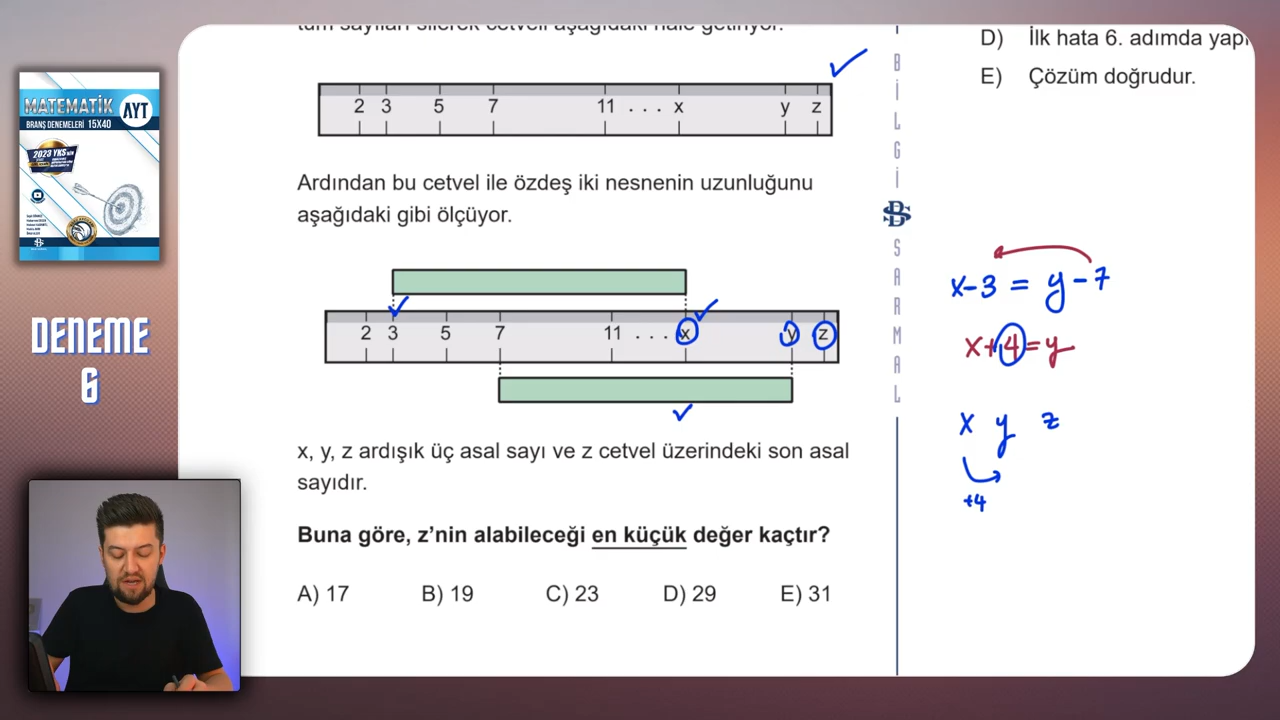 tüm sayıları silerek cetveli aşağıdaki hale getiriyor.
2 3 5 7 11 . . . x y z
Ardından bu cetvel ile özdeş iki nesnenin uzunluğunu
aşağıdaki gibi ölçüyor.
2 3 5 7 11 . . . x y z
x, y, z ardışık üç asal sayı ve z cetvel üzerindeki son asal
sayıdır.
Buna göre, z’nin alabileceği en küçük değer kaçtır?
A) 17 B) 19 C) 23 D) 29 E) 31
MATEMATİK AYT
BRANŞ DENEMELERİ 15X40
2023 YKS'NİN
DENEME
6
BİLGİ
SARMAL
D) İlk hata 6. adımda yapı
E) Çözüm doğrudur.
x-3 = y-7
x+4=y
x y z
+4